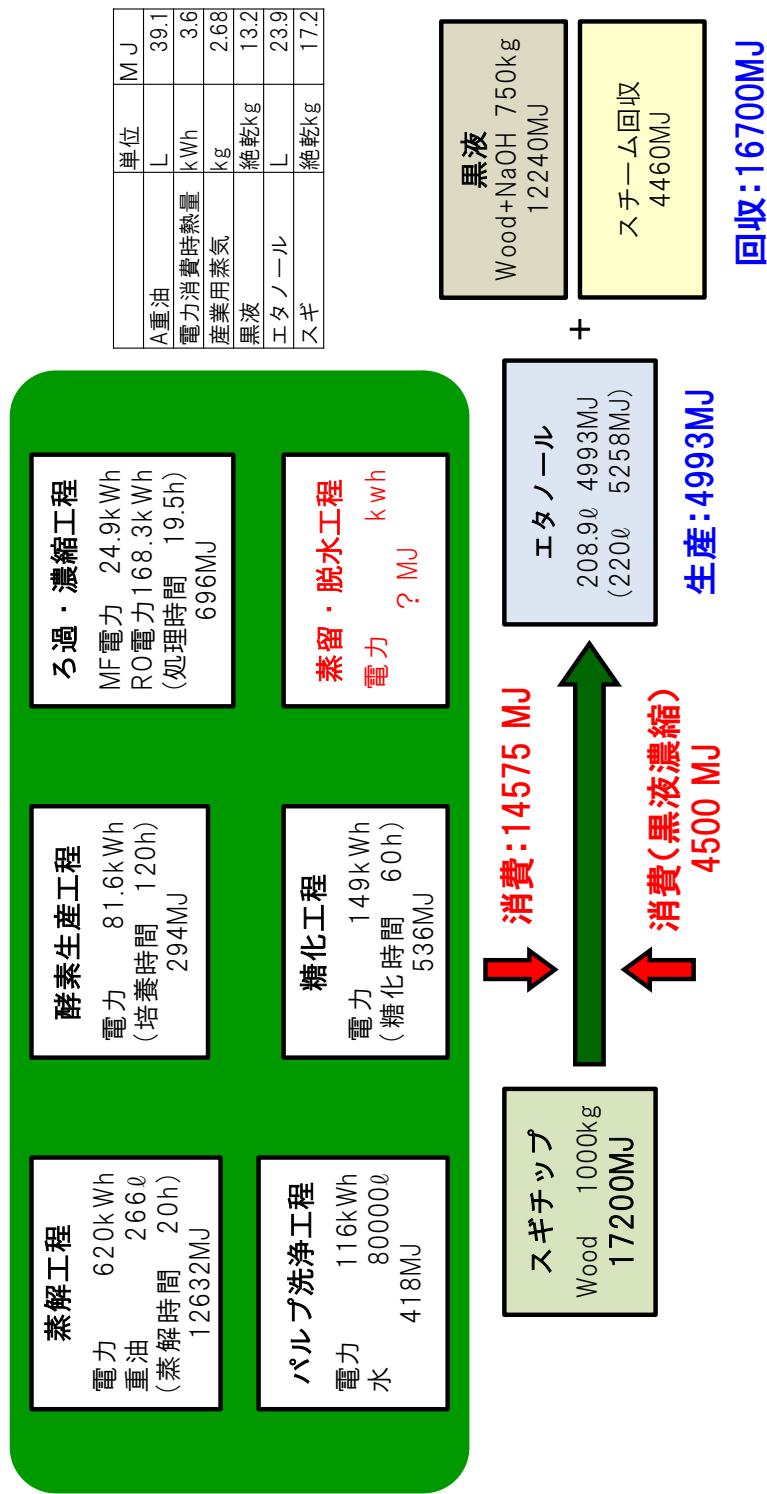 蒸解工程
電力　620kWh
重油　266ℓ
(蒸解時間　20h)
12632MJ
酵素生産工程
電力　81.6kWh
(培養時間　120h)
294MJ
ろ過・濃縮工程
MF電力　24.9kWh
RO電力168.3kWh
(処理時間　19.5h)
696MJ
パルプ洗浄工程
電力　116kWh
水　80000ℓ
418MJ
糖化工程
電力　149kWh
(糖化時間　60h)
536MJ
蒸留・脱水工程
電力　kwh
？MJ
単位　MJ
A重油　L　39.1
電力消費時熱量　kWh　3.6
産業用蒸気　kg　2.68
黒液　絶乾kg　13.2
エタノール　L　23.9
スギ　絶乾kg　17.2
消費:14575 MJ
スギチップ
Wood　1000kg
17200MJ
消費(黒液濃縮)
4500 MJ
エタノール
208.9ℓ　4993MJ
(220ℓ　5258MJ)
生産:4993MJ
+
黒液
Wood+NaOH　750kg
12240MJ
スチーム回収
4460MJ
回収:16700MJ